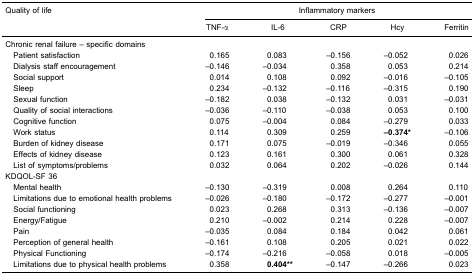 Quality of life Inflammatory markers
TNF-α IL-6 CRP Hcy Ferritin
Chronic renal failure – specific domains
Patient satisfaction 0.165 0.083 –0.156 –0.052 0.026
Dialysis staff encouragement –0.146 –0.034 0.358 0.053 0.214
Social support 0.014 0.108 0.092 –0.016 –0.105
Sleep 0.234 –0.132 –0.116 –0.315 0.190
Sexual function –0.182 0.038 –0.132 0.031 –0.031
Quality of social interactions –0.036 –0.110 –0.038 0.053 0.100
Cognitive function 0.075 –0.004 0.084 –0.279 0.033
Work status 0.114 0.309 0.259 –0.374* –0.106
Burden of kidney disease 0.171 0.075 –0.019 –0.346 0.055
Effects of kidney disease 0.123 0.161 0.300 0.061 0.328
List of symptoms/problems 0.032 0.064 0.202 –0.026 0.144
KDQOL-SF 36
Mental health –0.130 –0.319 0.008 0.264 0.110
Limitations due to emotional health problems –0.026 –0.180 –0.172 –0.277 –0.001
Social functioning 0.023 0.268 0.313 –0.136 –0.007
Energy/Fatigue 0.210 –0.002 0.214 0.228 –0.007
Pain –0.035 0.084 0.184 0.042 0.061
Perception of general health –0.161 0.108 0.205 0.021 0.022
Physical Functioning –0.174 –0.216 –0.058 0.018 –0.005
Limitations due to physical health problems 0.358 0.404** –0.147 –0.266 0.023